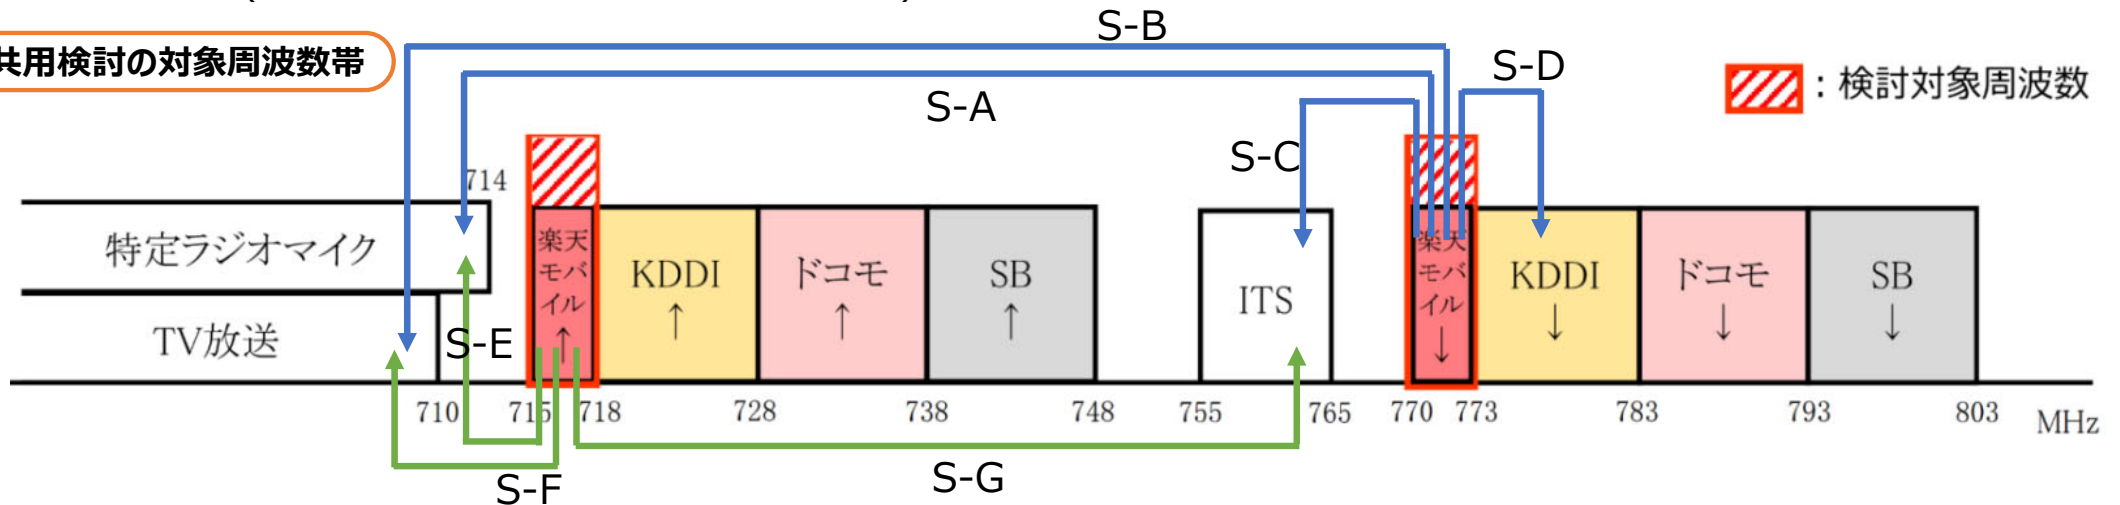 S-B
共用検討の対象周波数帯
S-D
:検討対象周波数
S-A
S-C
714
特定ラジオマイク
楽天
モバ
イル
↑
KDDI
↑
ドコモ
↑
SB
↑
ITS
楽天
モバ
イル
↓
KDDI
↓
ドコモ
↓
SB
↓
TV放送
S-E
710 715 718 728 738 748 755 765 770 773 783 793 803 MHz
S-F
S-G